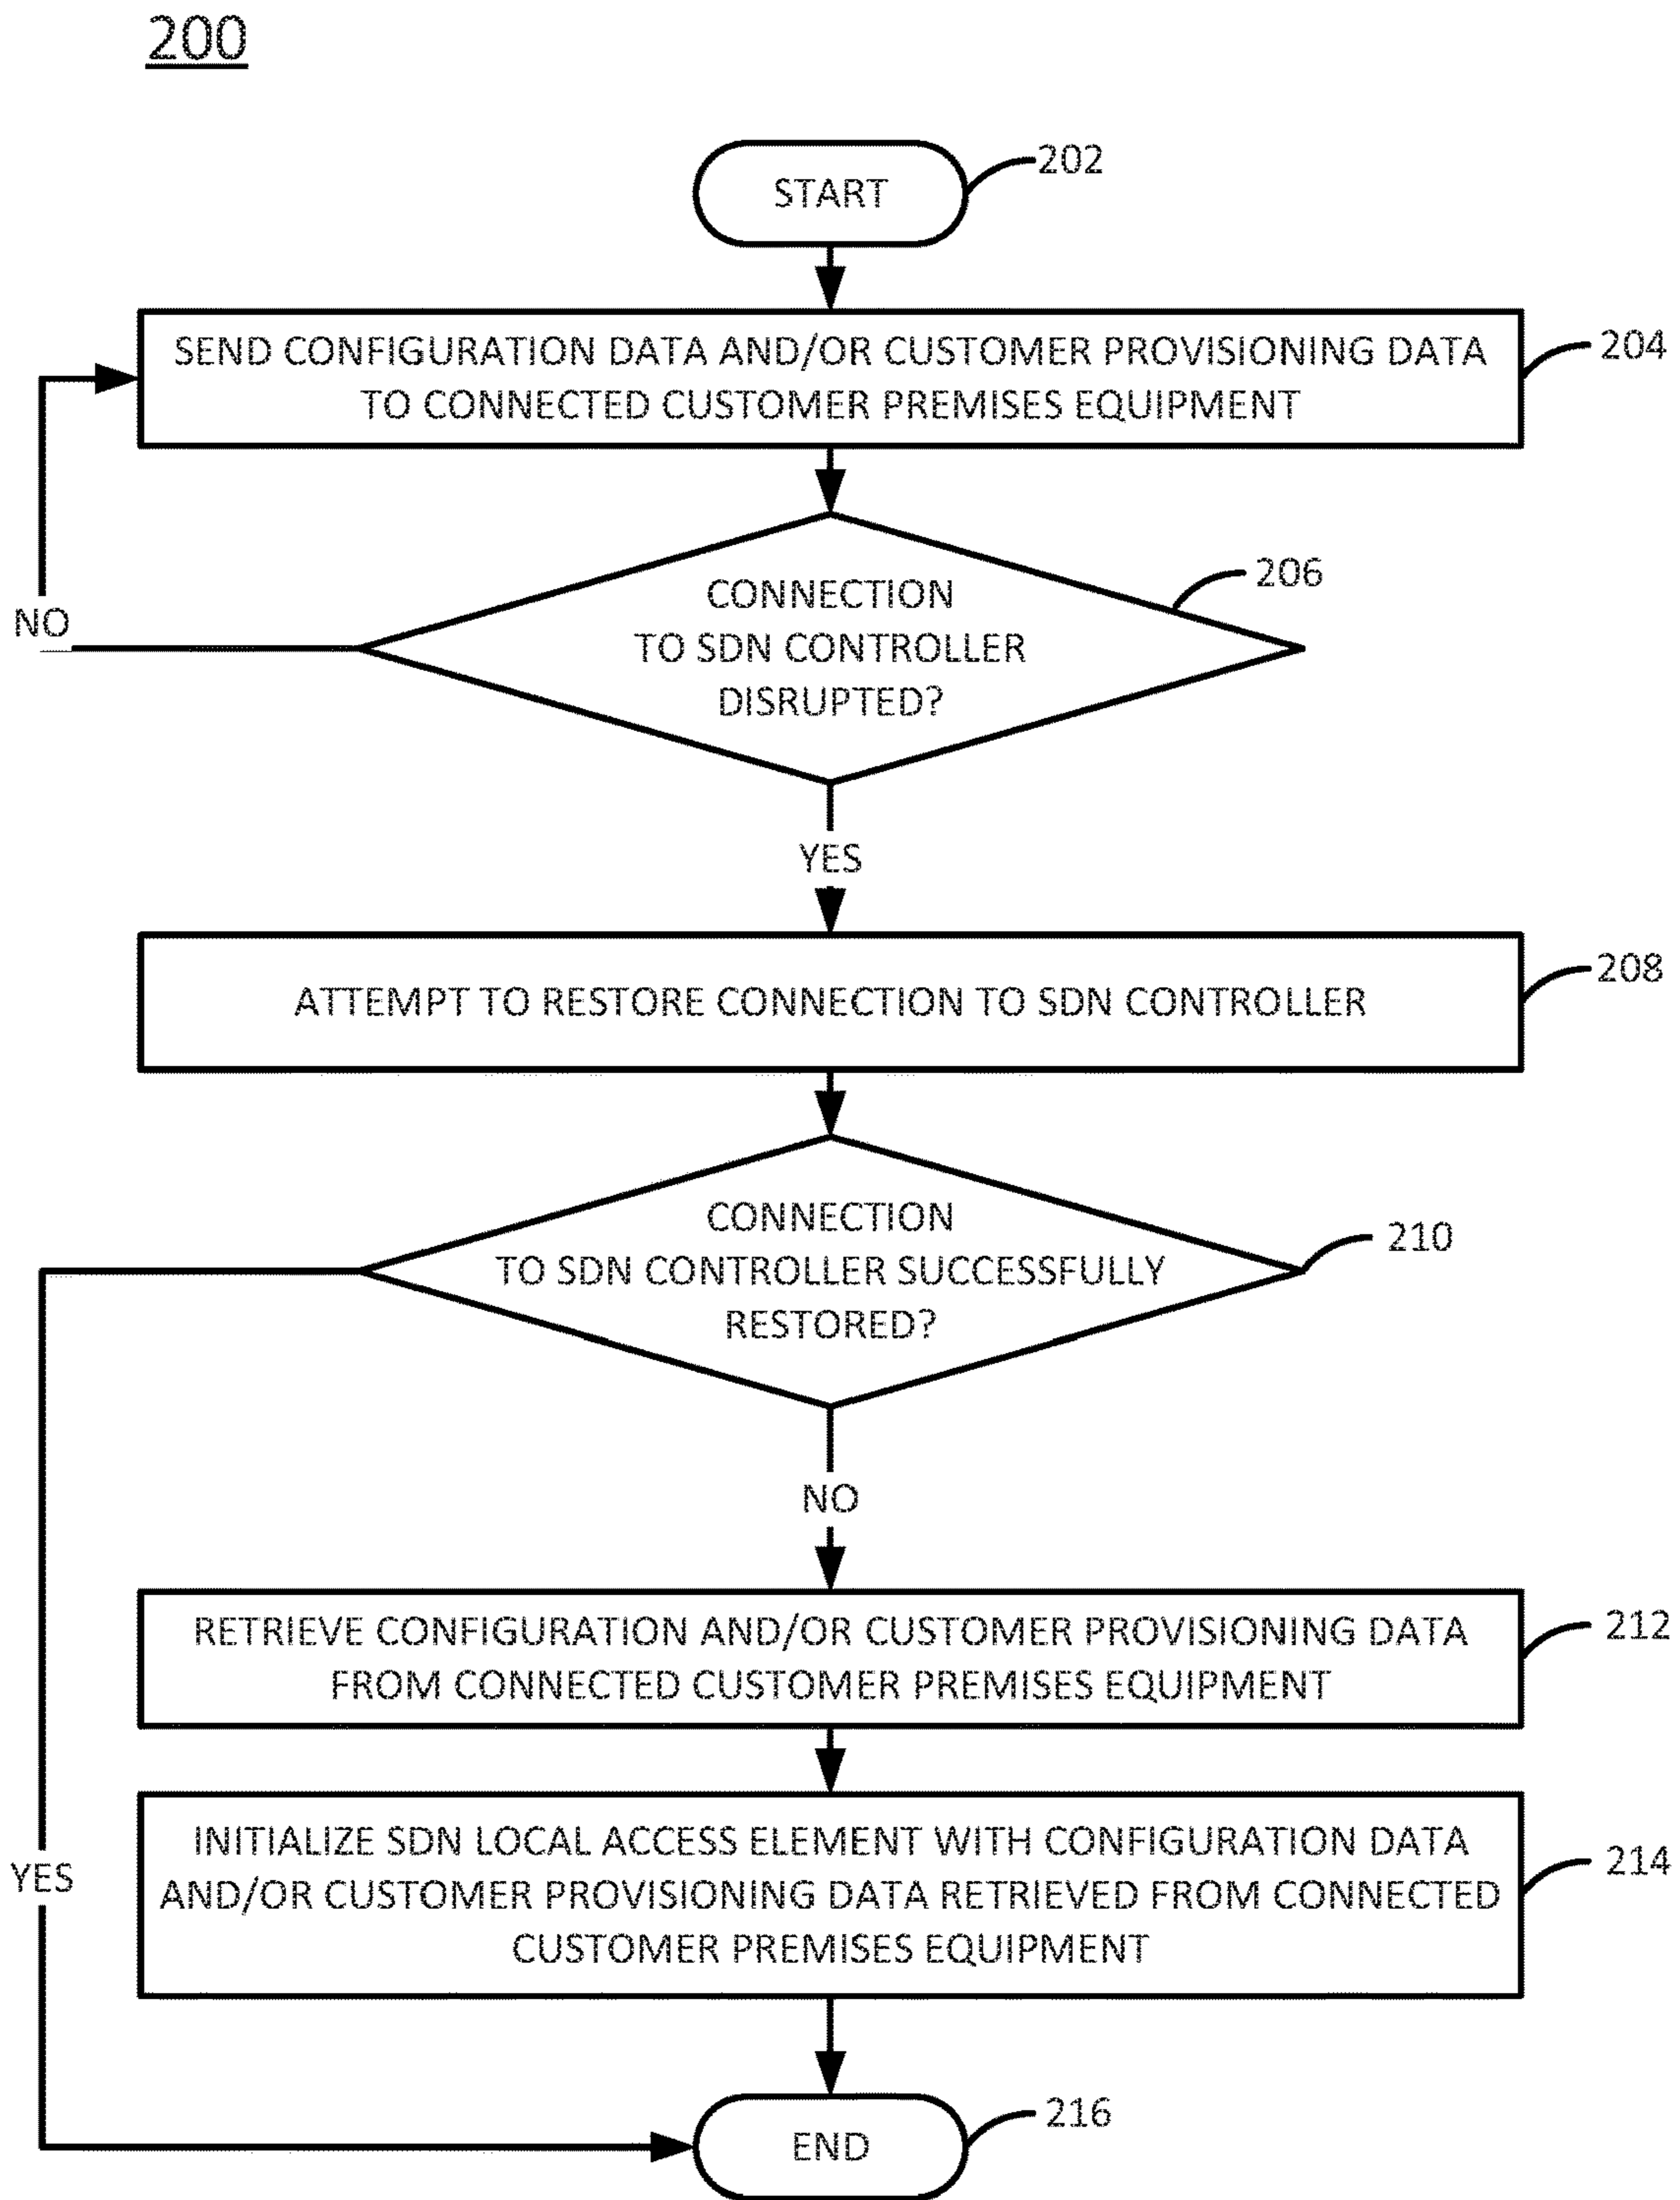 200
START
202
SEND CONFIGURATION DATA AND/OR CUSTOMER PROVISIONING DATA
TO CONNECTED CUSTOMER PREMISES EQUIPMENT
204
CONNECTION
TO SDN CONTROLLER
DISRUPTED?
206
NO
YES
ATTEMPT TO RESTORE CONNECTION TO SDN CONTROLLER
208
CONNECTION
TO SDN CONTROLLER SUCCESSFULLY
RESTORED?
210
NO
RETRIEVE CONFIGURATION AND/OR CUSTOMER PROVISIONING DATA
FROM CONNECTED CUSTOMER PREMISES EQUIPMENT
212
INITIALIZE SDN LOCAL ACCESS ELEMENT WITH CONFIGURATION DATA
AND/OR CUSTOMER PROVISIONING DATA RETRIEVED FROM CONNECTED
CUSTOMER PREMISES EQUIPMENT
214
YES
END
216